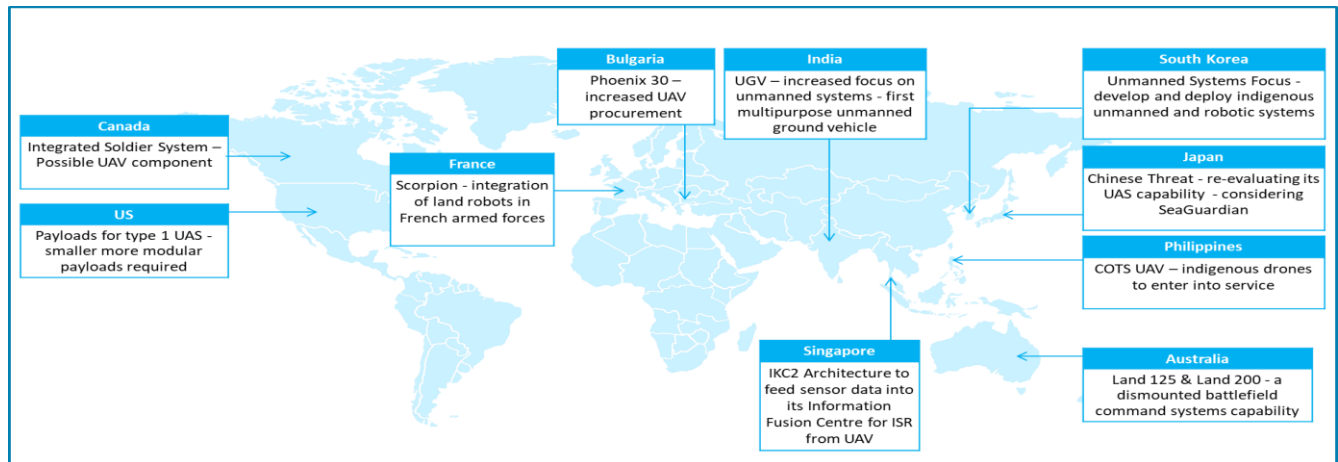 Canada
Integrated Soldier System –
Possible UAV component
US
Payloads for type 1 UAS -
smaller more modular
payloads required
France
Scorpion - integration
of land robots in
French armed forces
Bulgaria
Phoenix 30 –
increased UAV
procurement
India
UGV – increased focus on
unmanned systems - first
multipurpose unmanned
ground vehicle
South Korea
Unmanned Systems Focus -
develop and deploy indigenous
unmanned and robotic systems
Japan
Chinese Threat - re-evaluating its
UAS capability - considering
SeaGuardian
Philippines
COTS UAV – indigenous drones
to enter into service
Singapore
IKC2 Architecture to
feed sensor data into
its Information
Fusion Centre for ISR
from UAV
Australia
Land 125 & Land 200 - a
dismounted battlefield
command systems capability